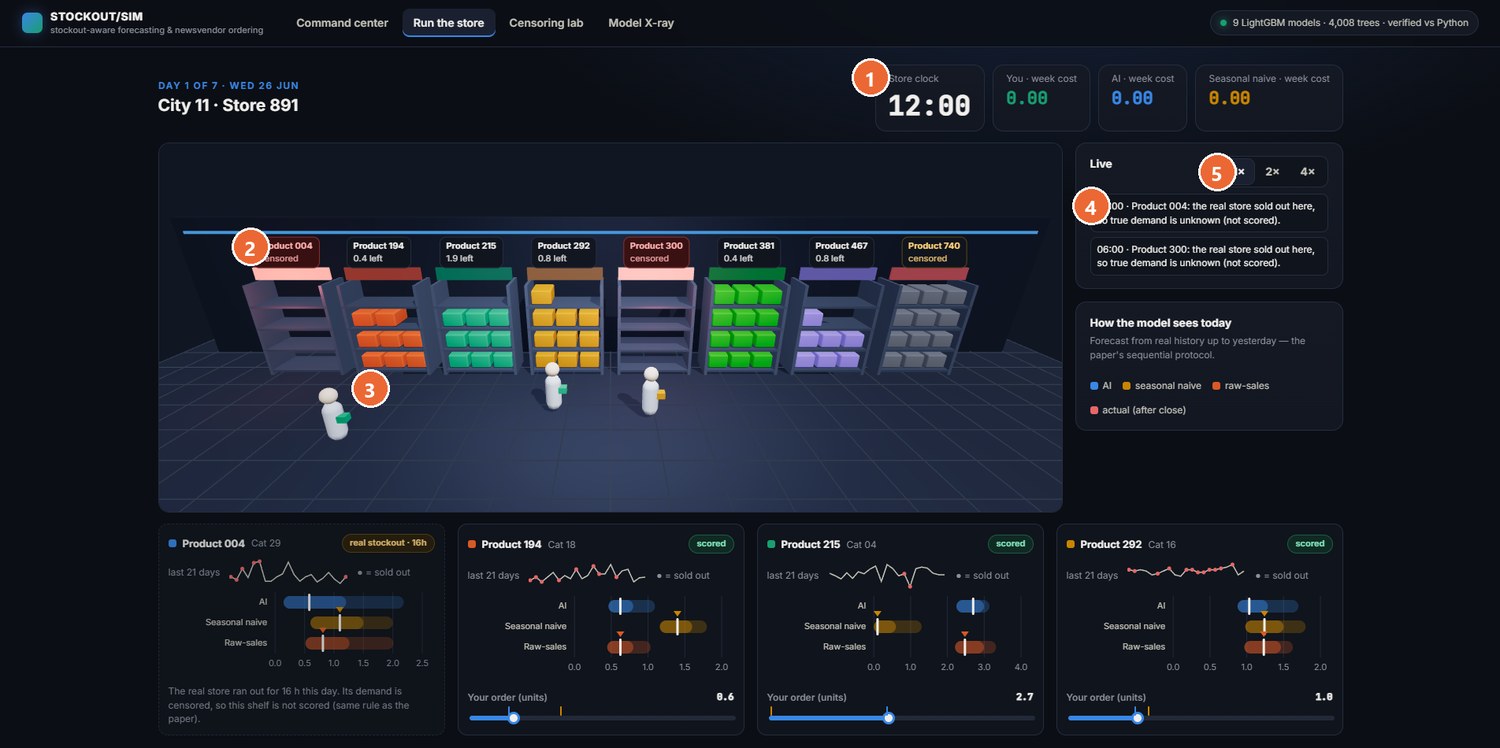 STOCKOUT/SIM
stockout-aware forecasting & newsvendor ordering
Command center
Run the store
Censoring lab
Model X-ray
9 LightGBM models · 4,008 trees · verified vs Python
DAY 1 OF 7 · WED 26 JUN
City 11 · Store 891
1
Store clock
12:00
You · week cost
0.00
AI · week cost
0.00
Seasonal naive · week cost
0.00
2
004
Product 194
0.4 left
Product 215
1.9 left
Product 292
0.8 left
Product 300
censored
Product 381
0.4 left
Product 467
0.8 left
Product 740
censored
3
Live
5
2×
4×
4
:00 · Product 004: the real store sold out here,
true demand is unknown (not scored).
06:00 · Product 300: the real store sold out here,
so true demand is unknown (not scored).
How the model sees today
Forecast from real history up to yesterday — the
paper's sequential protocol.
AI
seasonal naive
raw-sales
actual (after close)
Product 004 Cat 29
real stockout · 16h
last 21 days
● = sold out
AI
Seasonal naive
Raw-sales
0.0 0.5 1.0 1.5 2.0 2.5
The real store ran out for 16 h this day. Its demand is
censored, so this shelf is not scored (same rule as the
paper).
Product 194 Cat 18
scored
last 21 days
● = sold out
AI
Seasonal naive
Raw-sales
0.0 0.5 1.0 1.5 2.0
Your order (units)
0.6
Product 215 Cat 04
scored
last 21 days
● = sold out
AI
Seasonal naive
Raw-sales
0.0 1.0 2.0 3.0 4.0
Your order (units)
2.7
Product 292 Cat 16
scored
last 21 days
● = sold out
AI
Seasonal naive
Raw-sales
0.0 0.5 1.0 1.5 2.0
Your order (units)
1.0